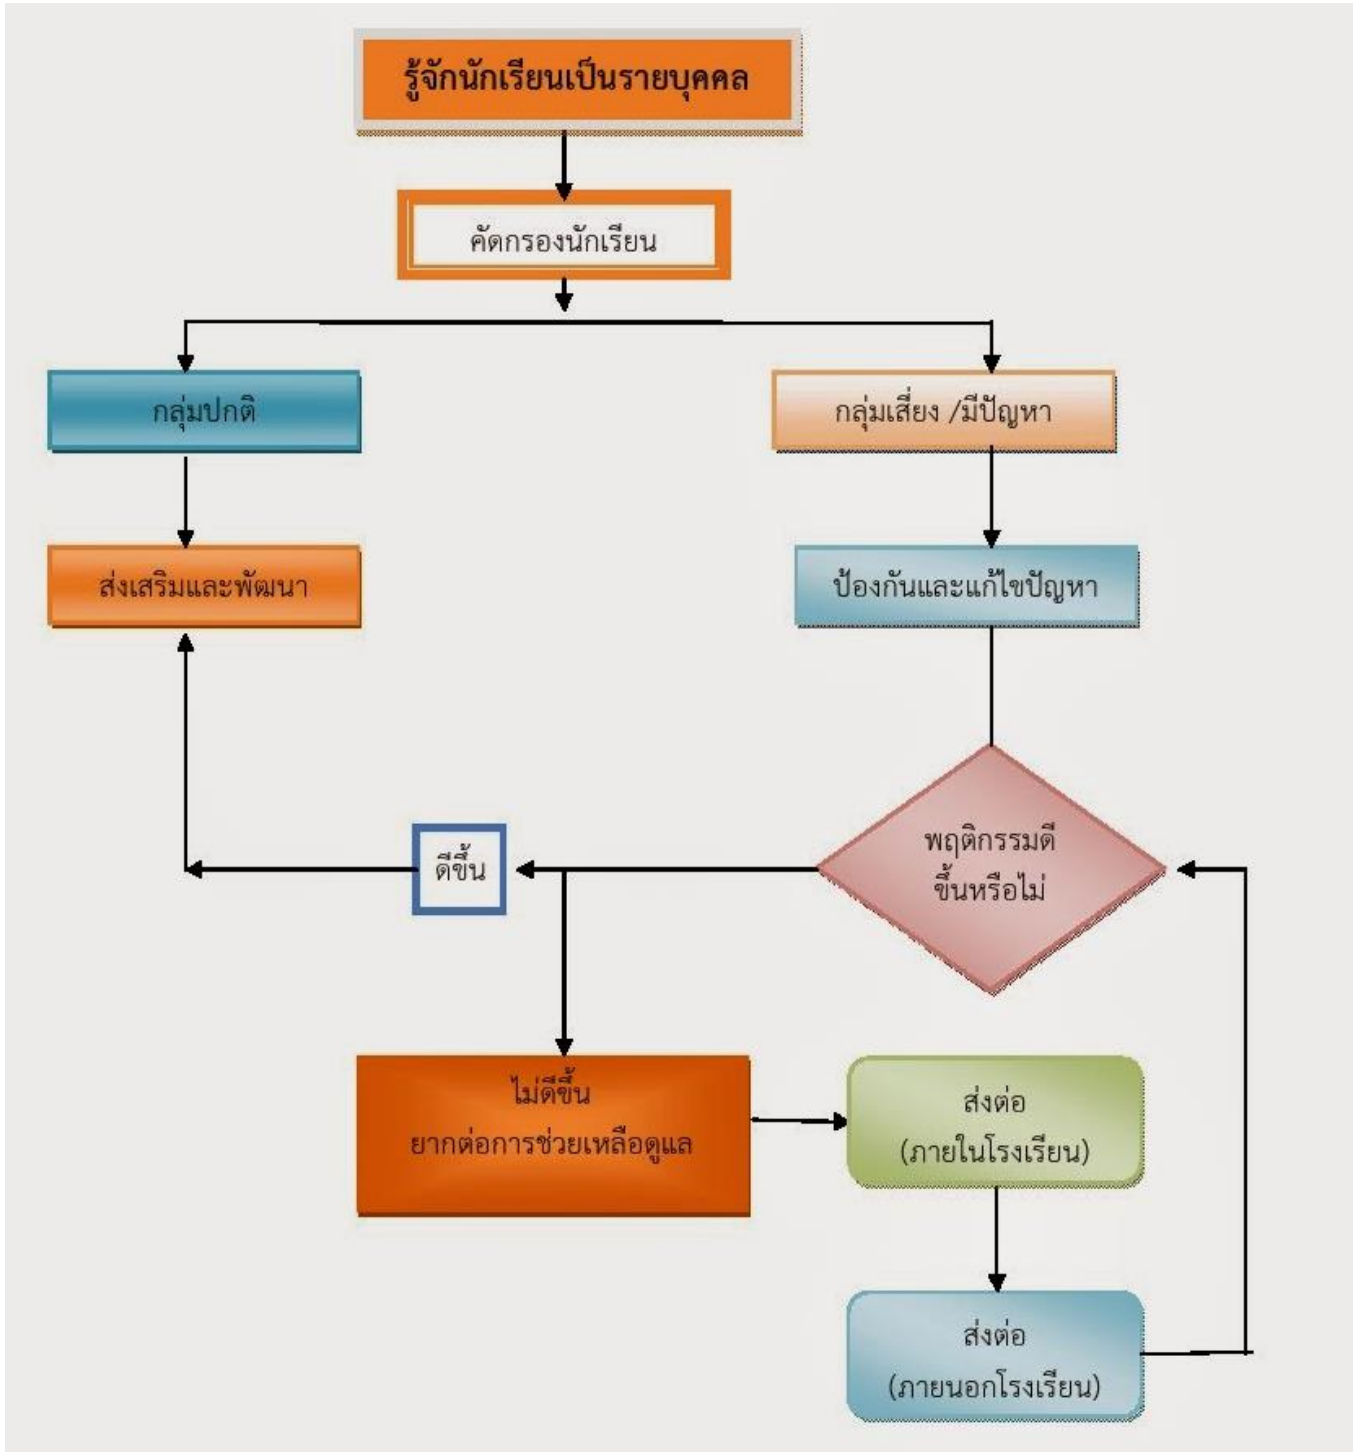 รู้จักนักเรียนเป็นรายบุคคล
คัดกรองนักเรียน
กลุ่มปกติ
กลุ่มเสี่ยง /มีปัญหา
ส่งเสริมและพัฒนา
ป้องกันและแก้ไขปัญหา
พฤติกรรมดี
ขึ้นหรือไม่
ดีขึ้น
ไม่ดีขึ้น
ยากต่อการช่วยเหลือดูแล
ส่งต่อ
(ภายในโรงเรียน)
ส่งต่อ
(ภายนอกโรงเรียน)